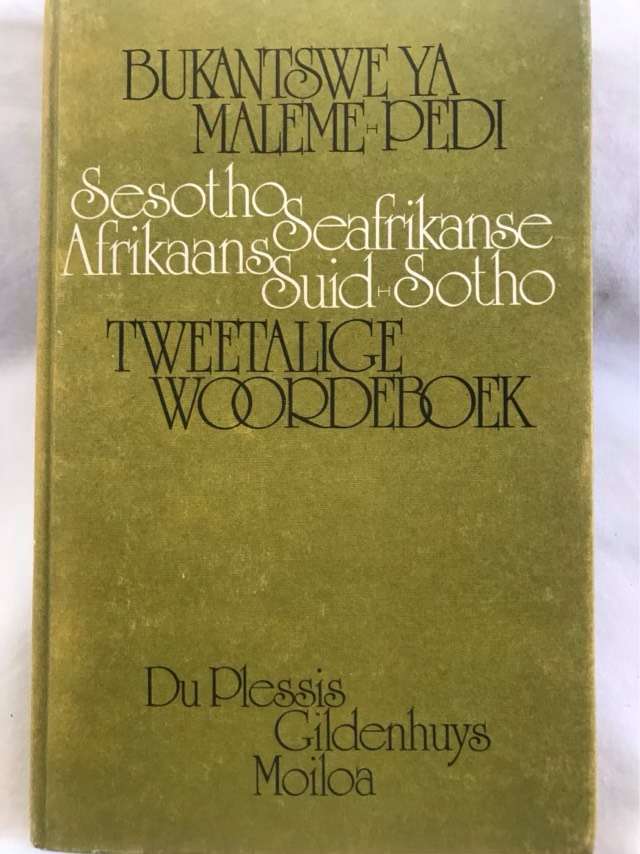 BUKANTSWE YA
MALEME-PEDI
Sesotho
Seafrikanse
Afrikaans
Suid-Sotho
TWEETALIGE
WOORDEBOEK
Du Plessis
Gildenhuys
Moiloa